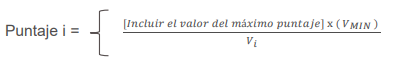 Puntaje i = { [Incluir el valor del máximo puntaje] x (V_MIN) / V_i